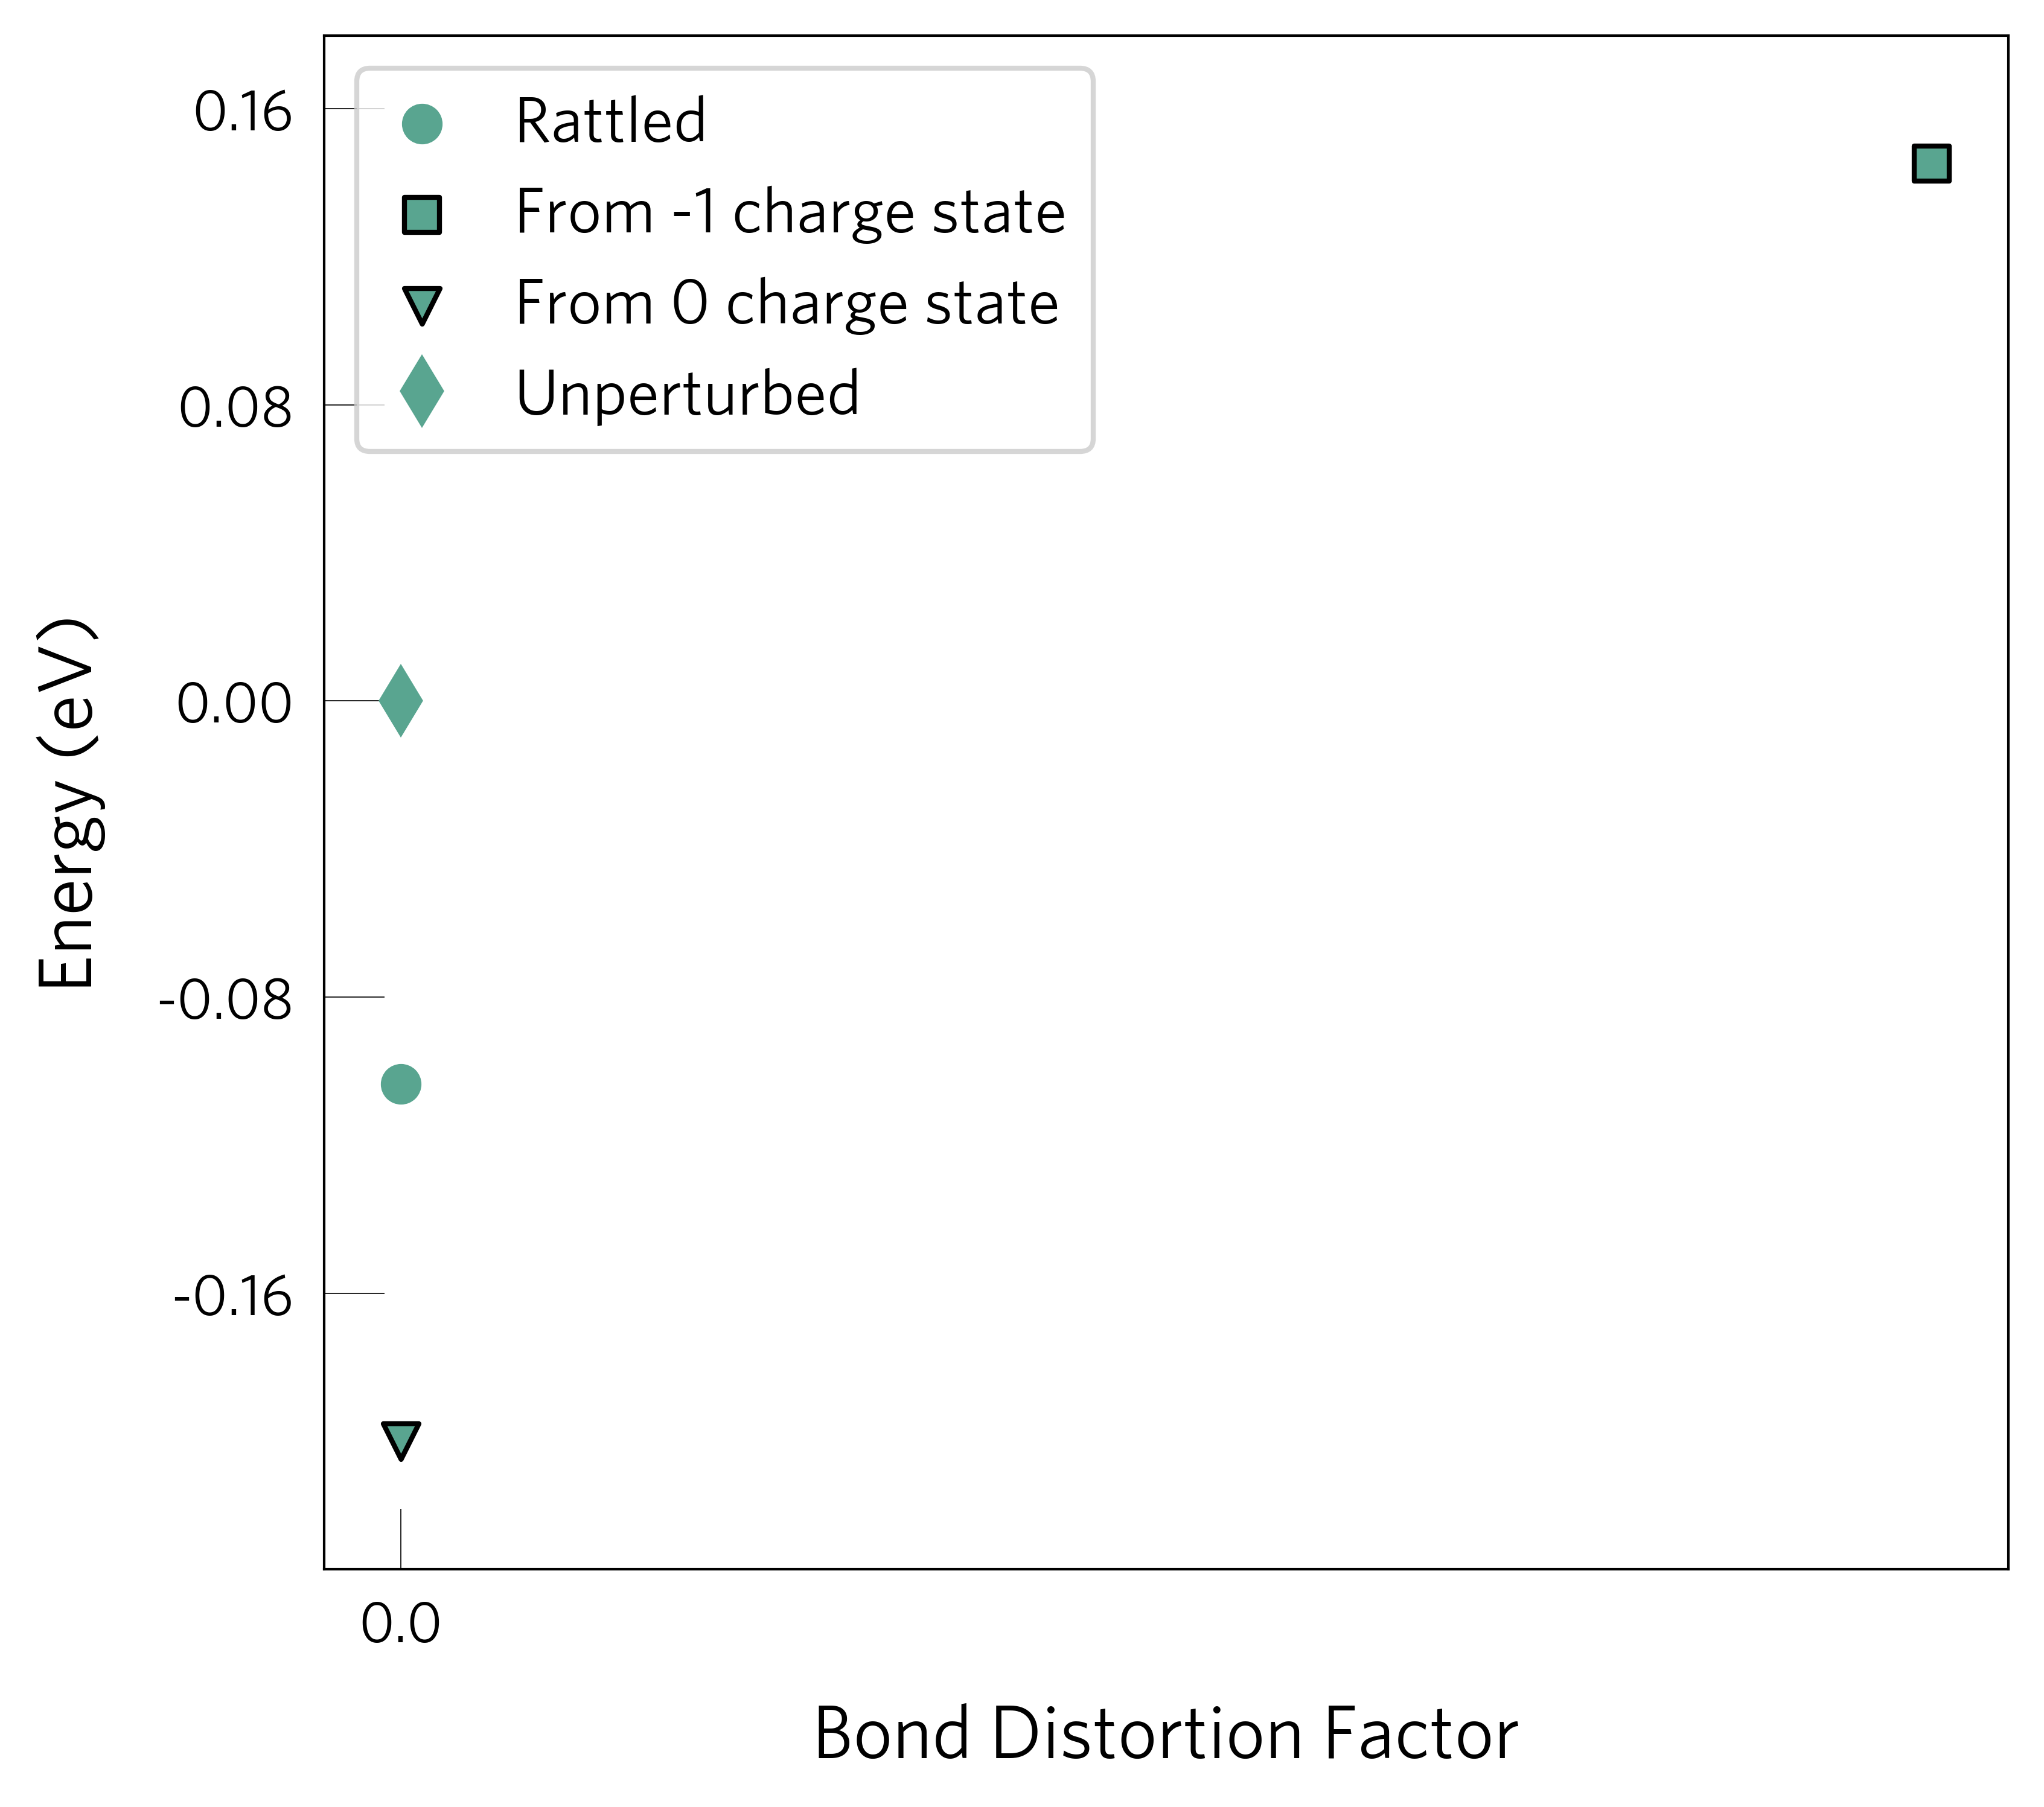 0.16
0.08
0.00
-0.08
-0.16
Energy (eV)
Rattled
From -1 charge state
From 0 charge state
Unperturbed
0.0
Bond Distortion Factor